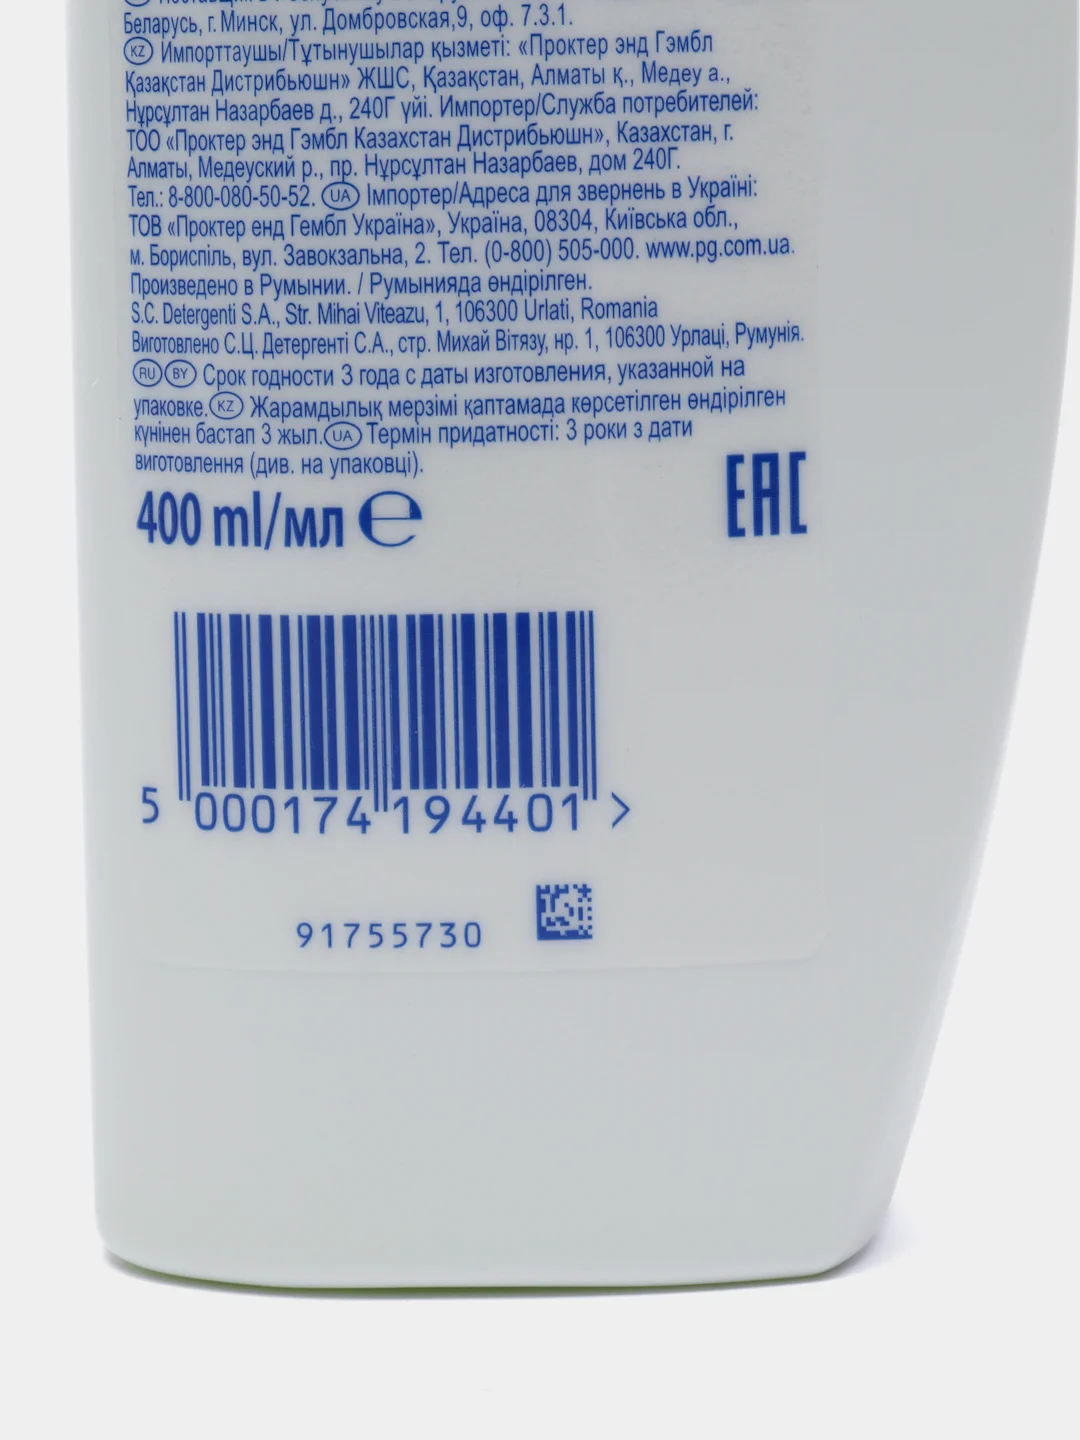 Беларусь, г. Минск, ул. Домбровская,9, оф. 7.3.1.
KZ Импорттаушы/Тұтынушылар қызметі: «Проктер энд Гэмбл
Қазақстан Дистрибьюшн» ЖШС, Қазақстан, Алматы қ., Медеу а.,
Нұрсұлтан Назарбаев д., 240Г үйі. Импортер/Служба потребителей:
ТОО «Проктер энд Гэмбл Казахстан Дистрибьюшн», Казахстан, г.
Алматы, Медеуский р., пр. Нұрсұлтан Назарбаев, дом 240Г.
Тел.: 8-800-080-50-52. UA Імпортер/Адреса для звернень в Україні:
ТОВ «Проктер енд Гембл Україна», Україна, 08304, Київська обл.,
м. Бориспіль, вул. Завокзальна, 2. Тел. (0-800) 505-000. www.pg.com.ua.
Произведено в Румынии. / Румынияда өндірілген.
S.C. Detergenti S.A., Str. Mihai Viteazu, 1, 106300 Urlati, Romania
Виготовлено С.Ц. Детергенті С.А., стр. Михай Вітязу, нр. 1, 106300 Урлаці, Румунія.
RU BY Срок годности 3 года с даты изготовления, указанной на
упаковке. KZ Жарамдылық мерзімі қаптамада көрсетілген өндірілген
күнінен бастап 3 жыл. UA Термін придатності: 3 роки з дати
виготовлення (див. на упаковці).
400 ml/мл ℮
EAC
5 000174 194401 >
91755730